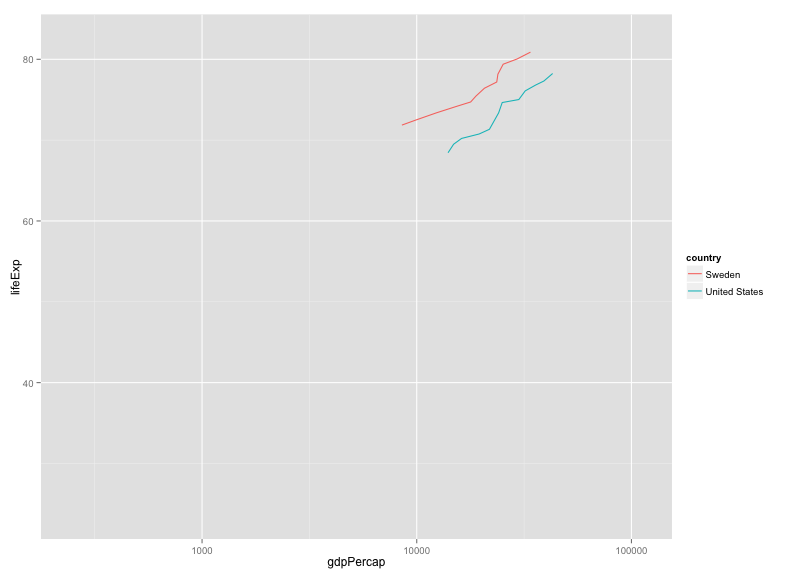 80
60
40
lifeExp
1000
10000
100000
gdpPercap
country
Sweden
United States